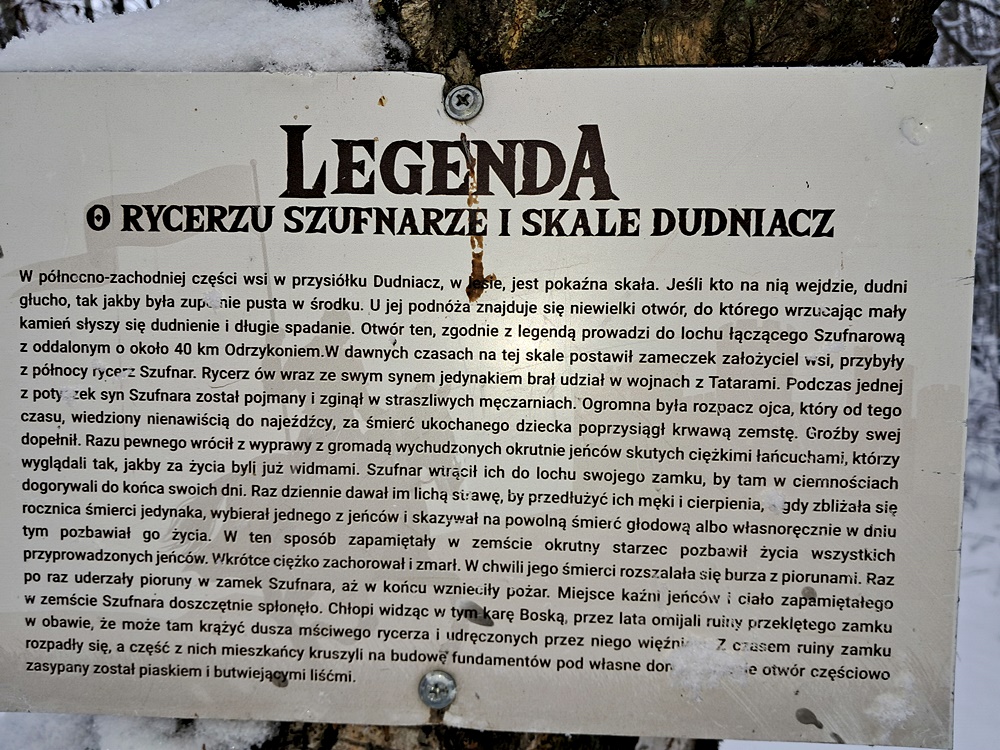 LEGENDA
O RYCERZU SZUFNARZE I SKALE DUDNIACZ
W północno-zachodniej części wsi w przysiółku Dudniacz, w lesie, jest pokaźna skała. Jeśli kto na nią wejdzie, dudni
głucho, tak jakby była zupełnie pusta w środku. U jej podnóża znajduje się niewielki otwór, do którego wrzucając mały
kamień słyszy się dudnienie i długie spadanie. Otwór ten, zgodnie z legendą prowadzi do lochu łączącego Szufnarową
z oddalonym o około 40 km Odrzykoniem.W dawnych czasach na tej skale postawił zameczek założyciel wsi, przybyły
z północy rycerz Szufnar. Rycerz ów wraz ze swym synem jedynakiem brał udział w wojnach z Tatarami. Podczas jednej
z potyczek syn Szufnara został pojmany i zginął w straszliwych męczarniach. Ogromna była rozpacz ojca, który od tego
czasu, wiedziony nienawiścią do najeźdźcy, za śmierć ukochanego dziecka poprzysiągł krwawą zemstę. Groźby swej
dopełnił. Razu pewnego wrócił z wyprawy z gromadą wychudzonych okrutnie jeńców skutych ciężkimi łańcuchami, którzy
wyglądali tak, jakby za życia byli już widmami. Szufnar wtrącił ich do lochu swojego zamku, by tam w ciemnościach
dogorywali do końca swoich dni. Raz dziennie dawał im lichą strawę, by przedłużyć ich męki i cierpienia, gdy zbliżała się
rocznica śmierci jedynaka, wybierał jednego z jeńców i skazywał na powolną śmierć głodową albo własnoręcznie w dniu
tym pozbawiał go życia. W ten sposób zapamiętały w zemście okrutny starzec pozbawił życia wszystkich
przyprowadzonych jeńców. Wkrótce ciężko zachorował i zmarł. W chwili jego śmierci rozszalała się burza z piorunami. Raz
po raz uderzały pioruny w zamek Szufnara, aż w końcu wznieciły pożar. Miejsce kaźni jeńców i ciało zapamiętałego
w zemście Szufnara doszczętnie spłonęło. Chłopi widząc w tym karę Boską, przez lata omijali ruiny przeklętego zamku
w obawie, że może tam krążyć dusza mściwego rycerza i udręczonych przez niego więźniów. Z czasem ruiny zamku
rozpadły się, a część z nich mieszkańcy kruszyli na budowę fundamentów pod własne otwór częściowo
zasypany został piaskiem i butwiejącymi liśćmi.